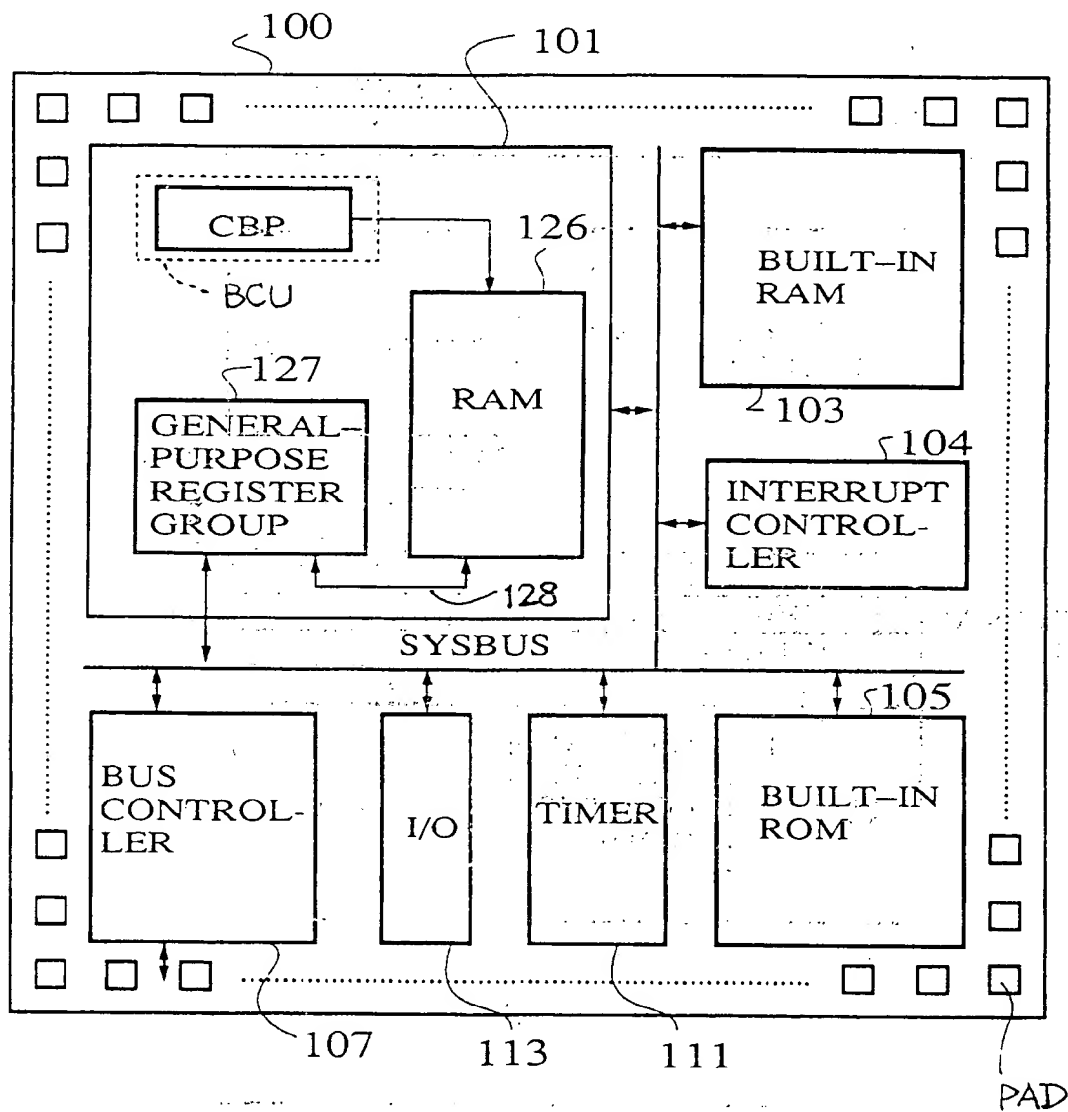 100
101
CBP
BCU
126
RAM
127
GENERAL–
PURPOSE
REGISTER
GROUP
128
BUILT–IN
RAM
103
104
INTERRUPT
CONTROL-
LER
SYSBUS
105
BUS
CONTROL-
LER
I/O
TIMER
BUILT–IN
ROM
107
113
111
PAD